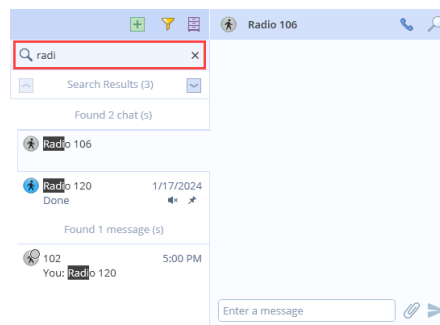 Radio 106
radi
Search Results (3)
Found 2 chat (s)
Radio 106
Radio 120 1/17/2024
Done
Found 1 message (s)
102 5:00 PM
You: Radio 120
Enter a message